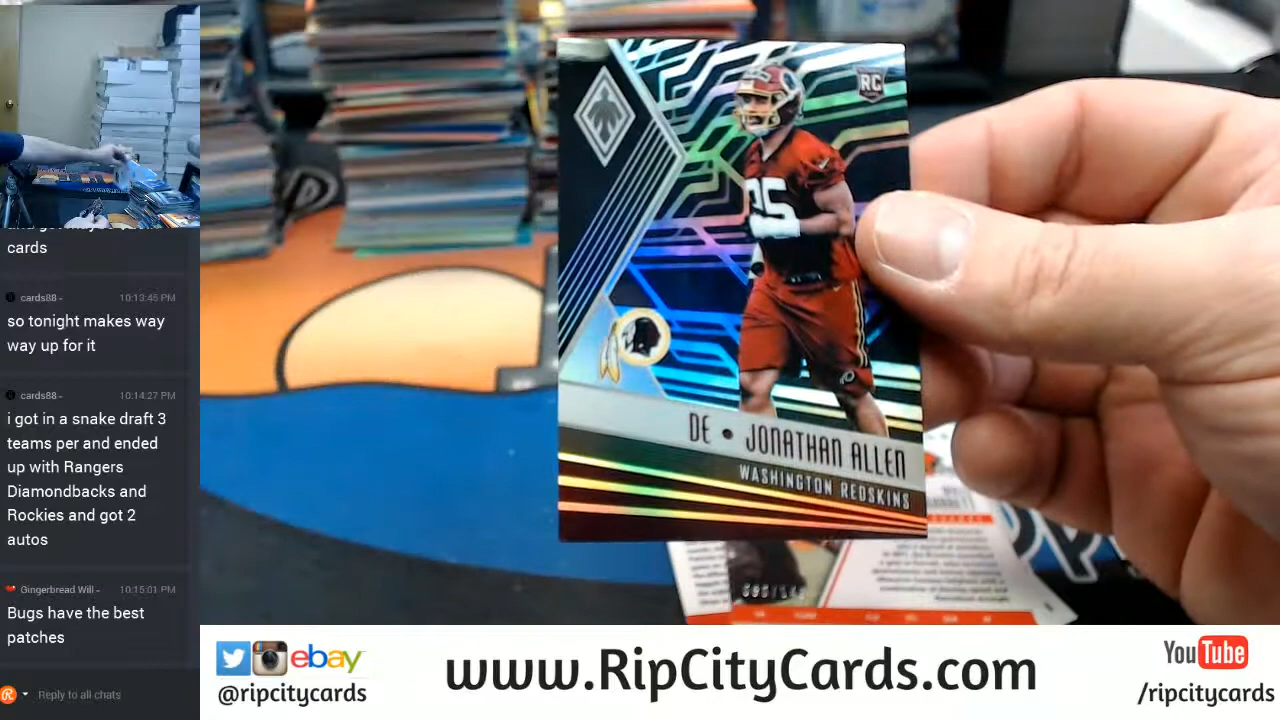 cards
cards88 - 10:13:45 PM
so tonight makes way
way up for it
cards88 - 10:14:27 PM
i got in a snake draft 3
teams per and ended
up with Rangers
Diamondbacks and
Rockies and got 2
autos
Gingerbread Will - 10:15:01 PM
Bugs have the best
patches
Reply to all chats
RC
95
DE • JONATHAN ALLEN
WASHINGTON REDSKINS
ebay
@ripcitycards
www.RipCityCards.com
YouTube
/ripcitycards